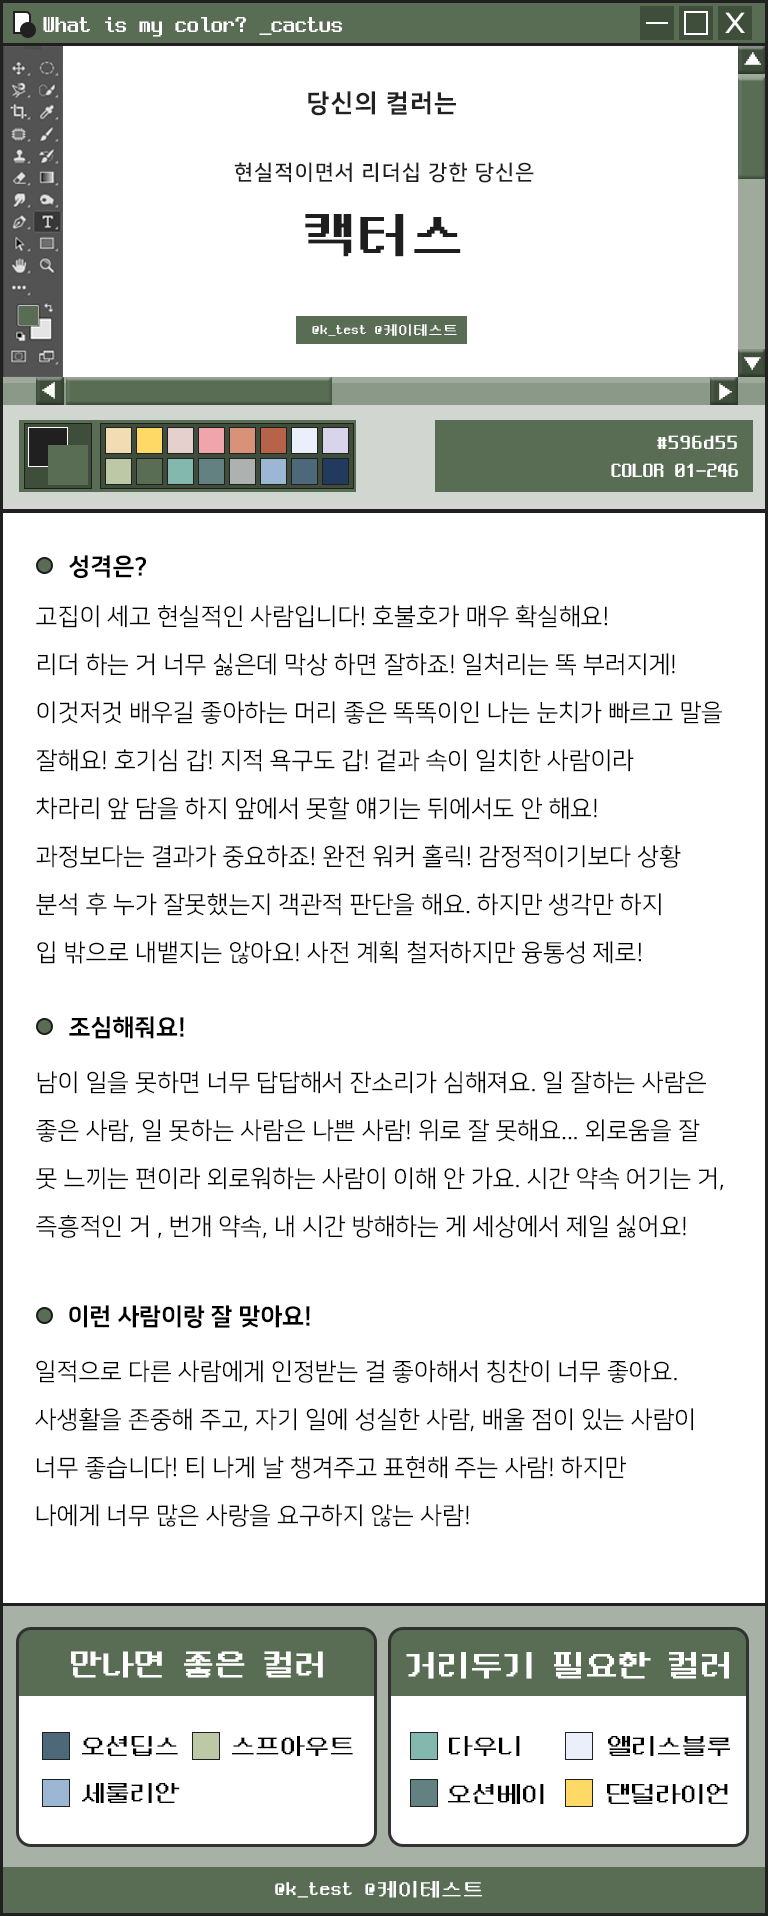 What is my color? _cactus
당신의 컬러는
현실적이면서 리더십 강한 당신은
캑터스
@k_test @케이테스트
#596d55
COLOR 01-246
성격은?
고집이 세고 현실적인 사람입니다! 호불호가 매우 확실해요!
리더 하는 거 너무 싫은데 막상 하면 잘하죠! 일처리는 똑 부러지게!
이것저것 배우길 좋아하는 머리 좋은 똑똑이인 나는 눈치가 빠르고 말을
잘해요! 호기심 갑! 지적 욕구도 갑! 겉과 속이 일치한 사람이라
차라리 앞 담을 하지 앞에서 못할 얘기는 뒤에서도 안 해요!
과정보다는 결과가 중요하죠! 완전 워커 홀릭! 감정적이기보다 상황
분석 후 누가 잘못했는지 객관적 판단을 해요. 하지만 생각만 하지
입 밖으로 내뱉지는 않아요! 사전 계획 철저하지만 융통성 제로!
조심해줘요!
남이 일을 못하면 너무 답답해서 잔소리가 심해져요. 일 잘하는 사람은
좋은 사람, 일 못하는 사람은 나쁜 사람! 위로 잘 못해요... 외로움을 잘
못 느끼는 편이라 외로워하는 사람이 이해 안 가요. 시간 약속 어기는 거,
즉흥적인 거 , 번개 약속, 내 시간 방해하는 게 세상에서 제일 싫어요!
이런 사람이랑 잘 맞아요!
일적으로 다른 사람에게 인정받는 걸 좋아해서 칭찬이 너무 좋아요.
사생활을 존중해 주고, 자기 일에 성실한 사람, 배울 점이 있는 사람이
너무 좋습니다! 티 나게 날 챙겨주고 표현해 주는 사람! 하지만
나에게 너무 많은 사랑을 요구하지 않는 사람!
만나면 좋은 컬러
오션딥스 스프아우트
세룰리안
거리두기 필요한 컬러
다우니 앨리스블루
오션베이 댄덜라이언
@k_test @케이테스트